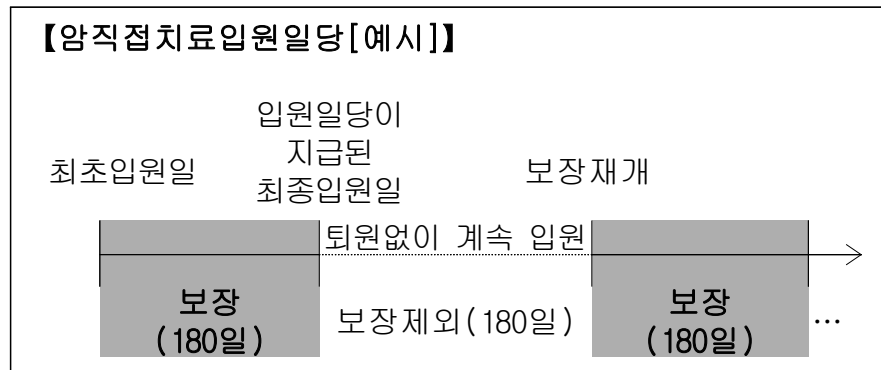 【암직접치료입원일당[예시]】
입원일당이
지급된
최종입원일
최초입원일
보장재개
퇴원없이 계속 입원
보장
(180일)
보장제외(180일)
보장
(180일)
…